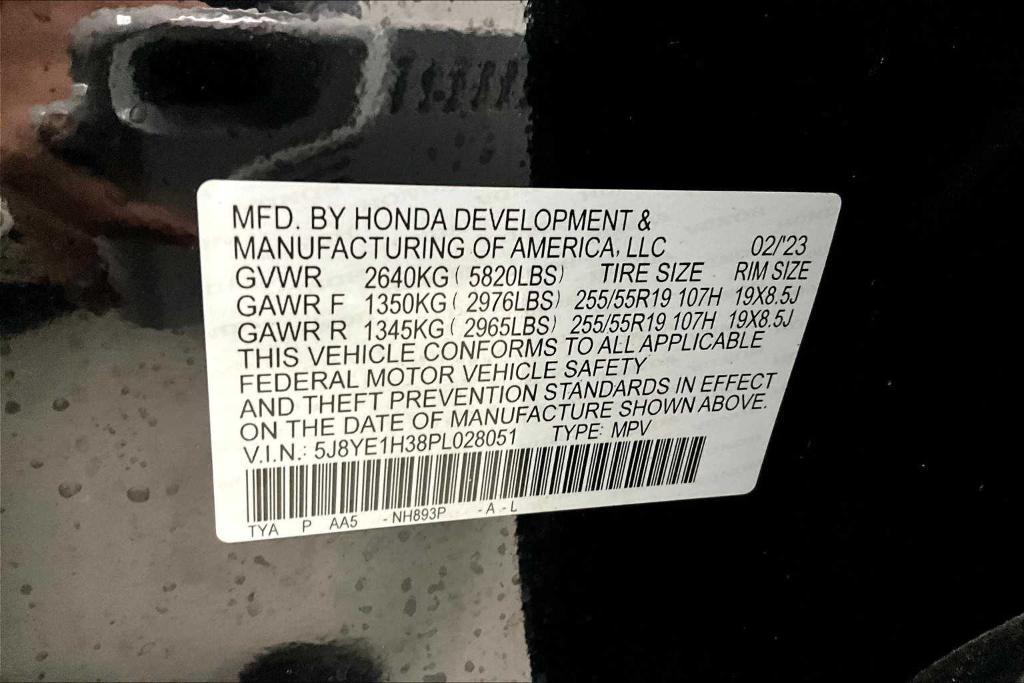 MFD. BY HONDA DEVELOPMENT &
MANUFACTURING OF AMERICA, LLC 02/'23
GVWR 2640KG ( 5820LBS) TIRE SIZE RIM SIZE
GAWR F 1350KG ( 2976LBS) 255/55R19 107H 19X8.5J
GAWR R 1345KG ( 2965LBS) 255/55R19 107H 19X8.5J
THIS VEHICLE CONFORMS TO ALL APPLICABLE
FEDERAL MOTOR VEHICLE SAFETY
AND THEFT PREVENTION STANDARDS IN EFFECT
ON THE DATE OF MANUFACTURE SHOWN ABOVE.
V.I.N.: 5J8YE1H38PL028051 TYPE: MPV
TYA P AA5 -NH893P -A-L